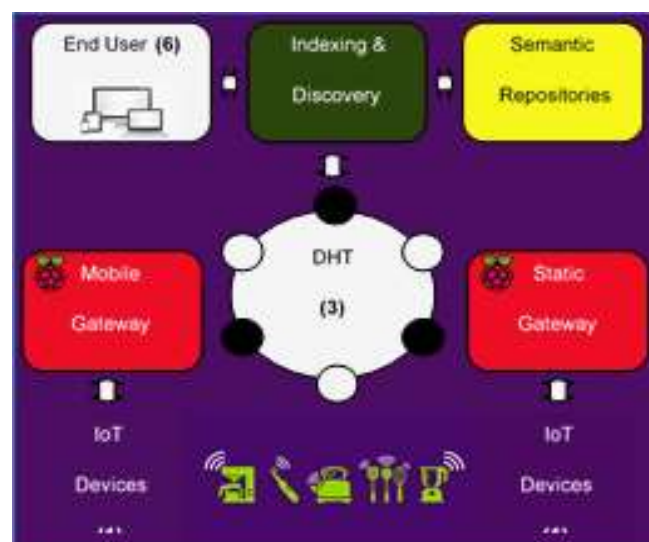 End User (6)
Indexing &
Discovery
Semantic
Repositories
DHT
(3)
Mobile
Gateway
Static
Gateway
IoT
Devices
IoT
Devices